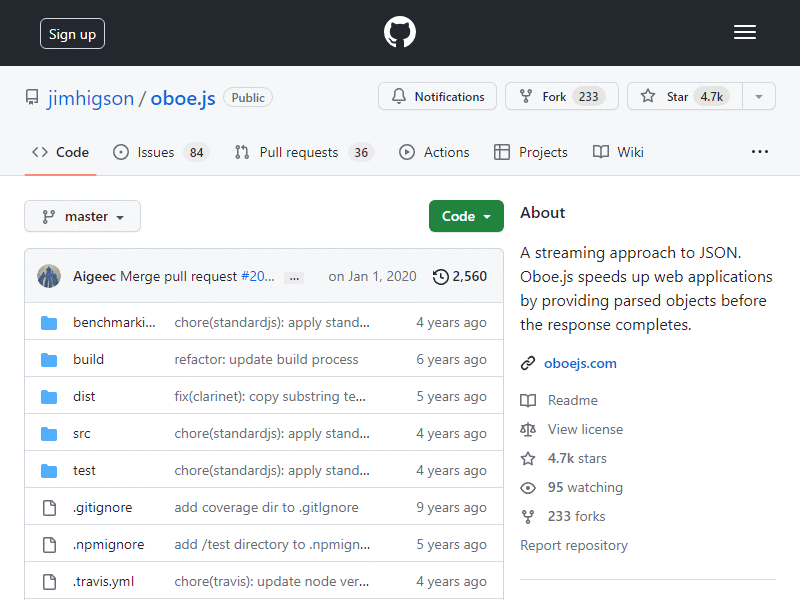 Sign up
jimhigson / oboe.js Public
Notifications Fork 233 Star 4.7k
Code Issues 84 Pull requests 36 Actions Projects Wiki ...
master Code
Aigeec Merge pull request #20... ... on Jan 1, 2020 2,560
benchmarki... chore(standardjs): apply stand... 4 years ago
build refactor: update build process 6 years ago
dist fix(clarinet): copy substring te... 5 years ago
src chore(standardjs): apply stand... 4 years ago
test chore(standardjs): apply stand... 4 years ago
.gitignore add coverage dir to .gitIgnore 9 years ago
.npmignore add /test directory to .npmign... 5 years ago
.travis.yml chore(travis): update node ver... 4 years ago
About
A streaming approach to JSON.
Oboe.js speeds up web applications
by providing parsed objects before
the response completes.
oboejs.com
Readme
View license
4.7k stars
95 watching
233 forks
Report repository